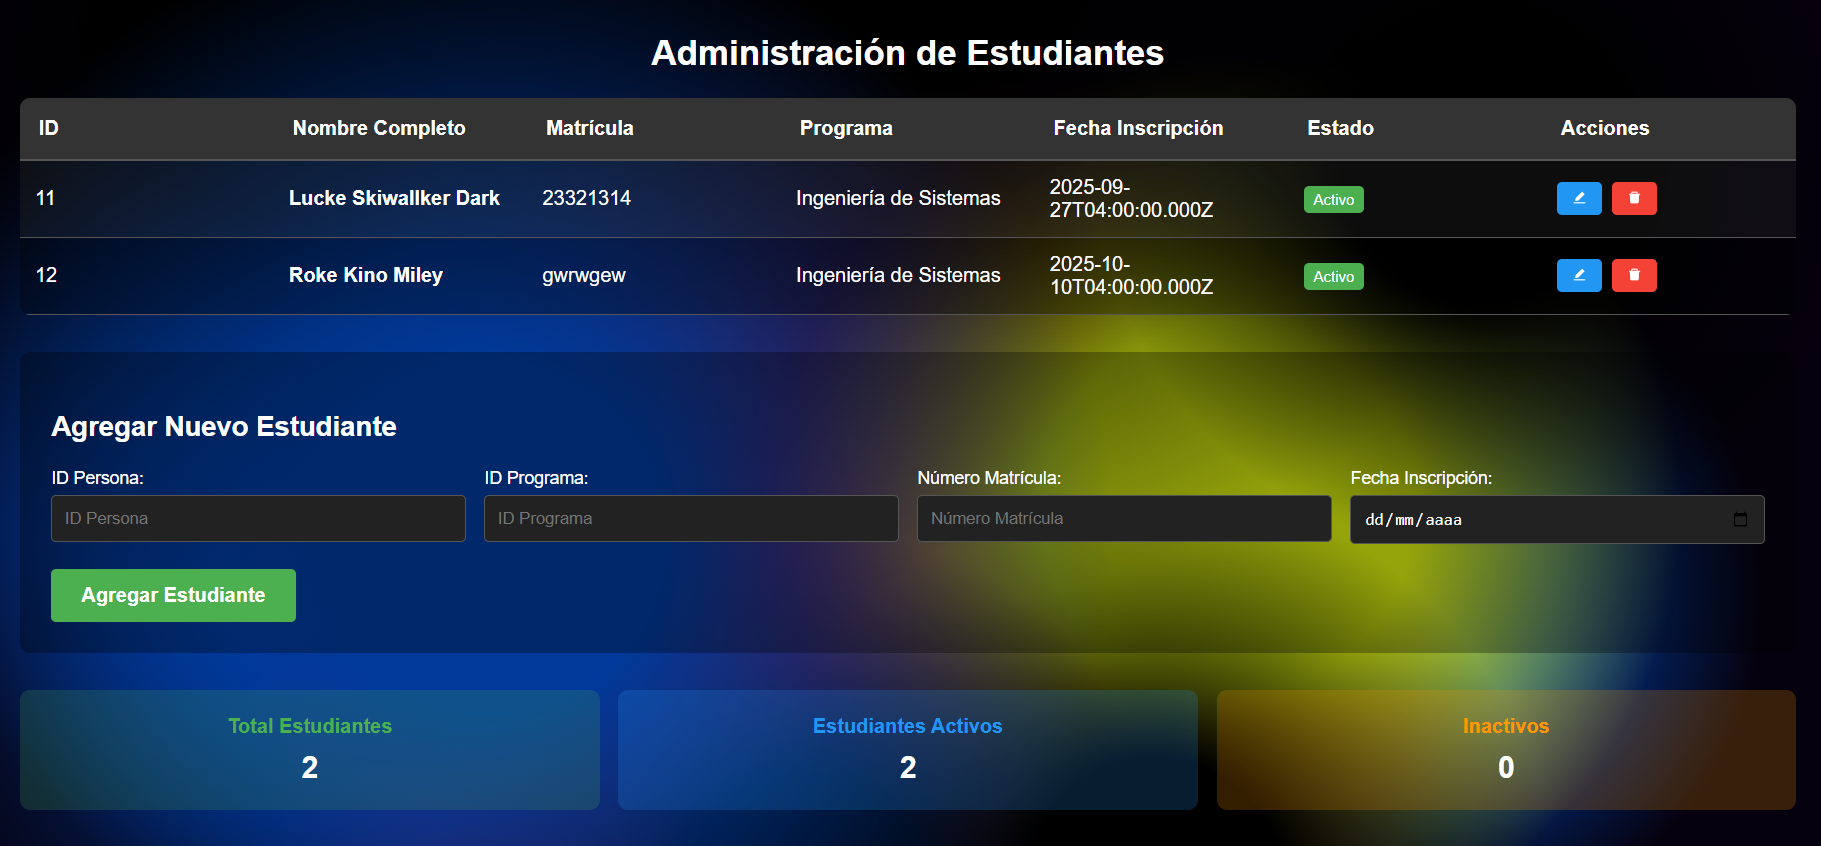 Administración de Estudiantes
ID Nombre Completo Matrícula Programa Fecha Inscripción Estado Acciones
11 Lucke Skiwallker Dark 23321314 Ingeniería de Sistemas 2025-09-
27T04:00:00.000Z Activo
12 Roke Kino Miley gwrwgew Ingeniería de Sistemas 2025-10-
10T04:00:00.000Z Activo
Agregar Nuevo Estudiante
ID Persona: ID Programa: Número Matrícula: Fecha Inscripción:
ID Persona ID Programa Número Matrícula dd/mm/aaaa
Agregar Estudiante
Total Estudiantes Estudiantes Activos Inactivos
2 2 0